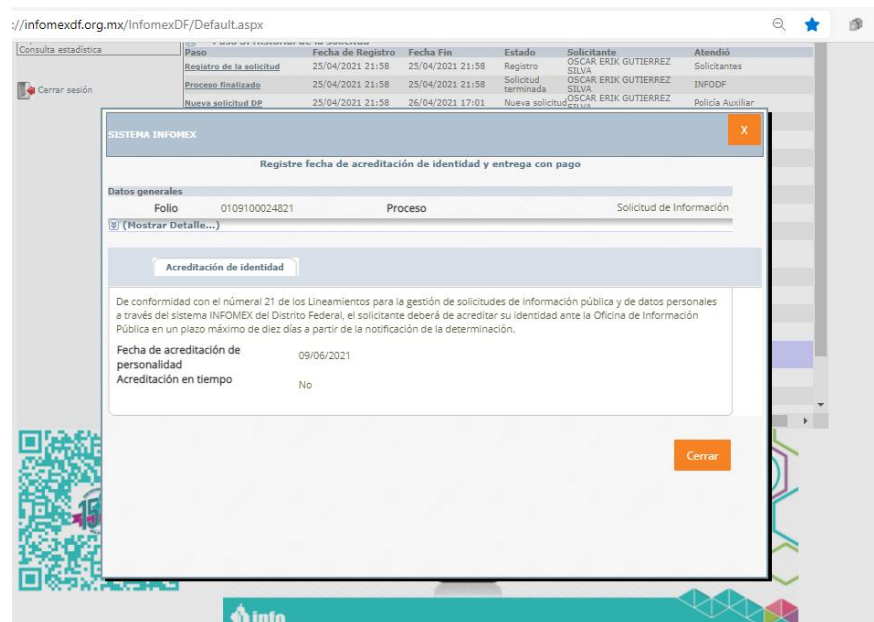 ://infomexdf.org.mx/InfomexDF/Default.aspx
Consulta estadística
Paso 3. Historial de la solicitud
Paso Fecha de Registro Fecha Fin Estado Solicitante Atendió
Registro de la solicitud 25/04/2021 21:58 25/04/2021 21:58 Registro OSCAR ERIK GUTIERREZ SILVA Solicitantes
Cerrar sesión
Proceso finalizado 25/04/2021 21:58 25/04/2021 21:58 Solicitud terminada OSCAR ERIK GUTIERREZ SILVA INFODF
Nueva solicitud DP 25/04/2021 21:58 26/04/2021 17:01 Nueva solicitud OSCAR ERIK GUTIERREZ SILVA Policía Auxiliar
SISTEMA INFOMEX
X
Registre fecha de acreditación de identidad y entrega con pago
Datos generales
Folio 0109100024821 Proceso Solicitud de Información
(Mostrar Detalle...)
Acreditación de identidad
De conformidad con el númeral 21 de los Lineamientos para la gestión de solicitudes de información pública y de datos personales
a través del sistema INFOMEX del Distrito Federal, el solicitante deberá de acreditar su identidad ante la Oficina de Información
Pública en un plazo máximo de diez días a partir de la notificación de la determinación.
Fecha de acreditación de
personalidad
09/06/2021
Acreditación en tiempo
No
Cerrar
15
info